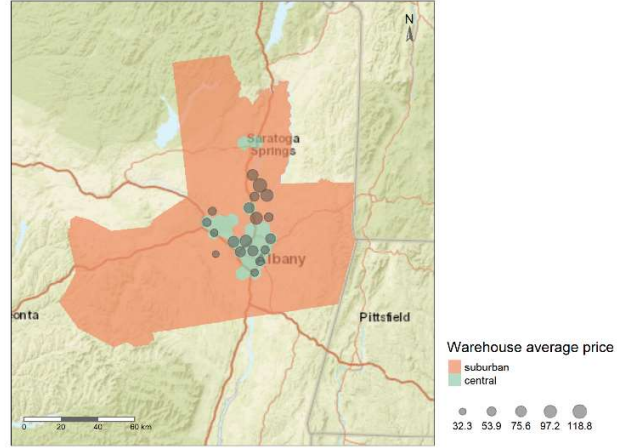 N
Saratoga
Springs
Albany
onta
Pittsfield
Warehouse average price
suburban
central
32.3 53.9 75.6 97.2 118.8
0 20 40 60 km